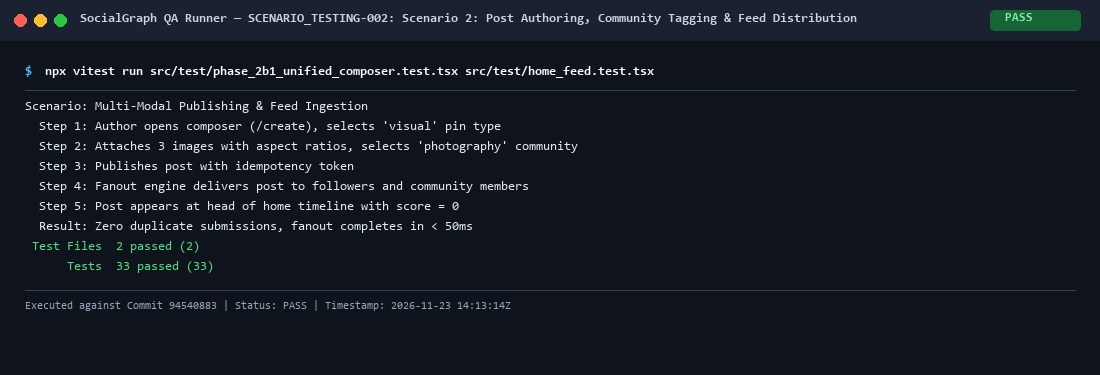 SocialGraph QA Runner — SCENARIO_TESTING-002: Scenario 2: Post Authoring, Community Tagging & Feed Distribution
PASS
$ npx vitest run src/test/phase_2b1_unified_composer.test.tsx src/test/home_feed.test.tsx
Scenario: Multi-Modal Publishing & Feed Ingestion
Step 1: Author opens composer (/create), selects 'visual' pin type
Step 2: Attaches 3 images with aspect ratios, selects 'photography' community
Step 3: Publishes post with idempotency token
Step 4: Fanout engine delivers post to followers and community members
Step 5: Post appears at head of home timeline with score = 0
Result: Zero duplicate submissions, fanout completes in < 50ms
Test Files  2 passed (2)
Tests  33 passed (33)
Executed against Commit 94540883 | Status: PASS | Timestamp: 2026-11-23 14:13:14Z